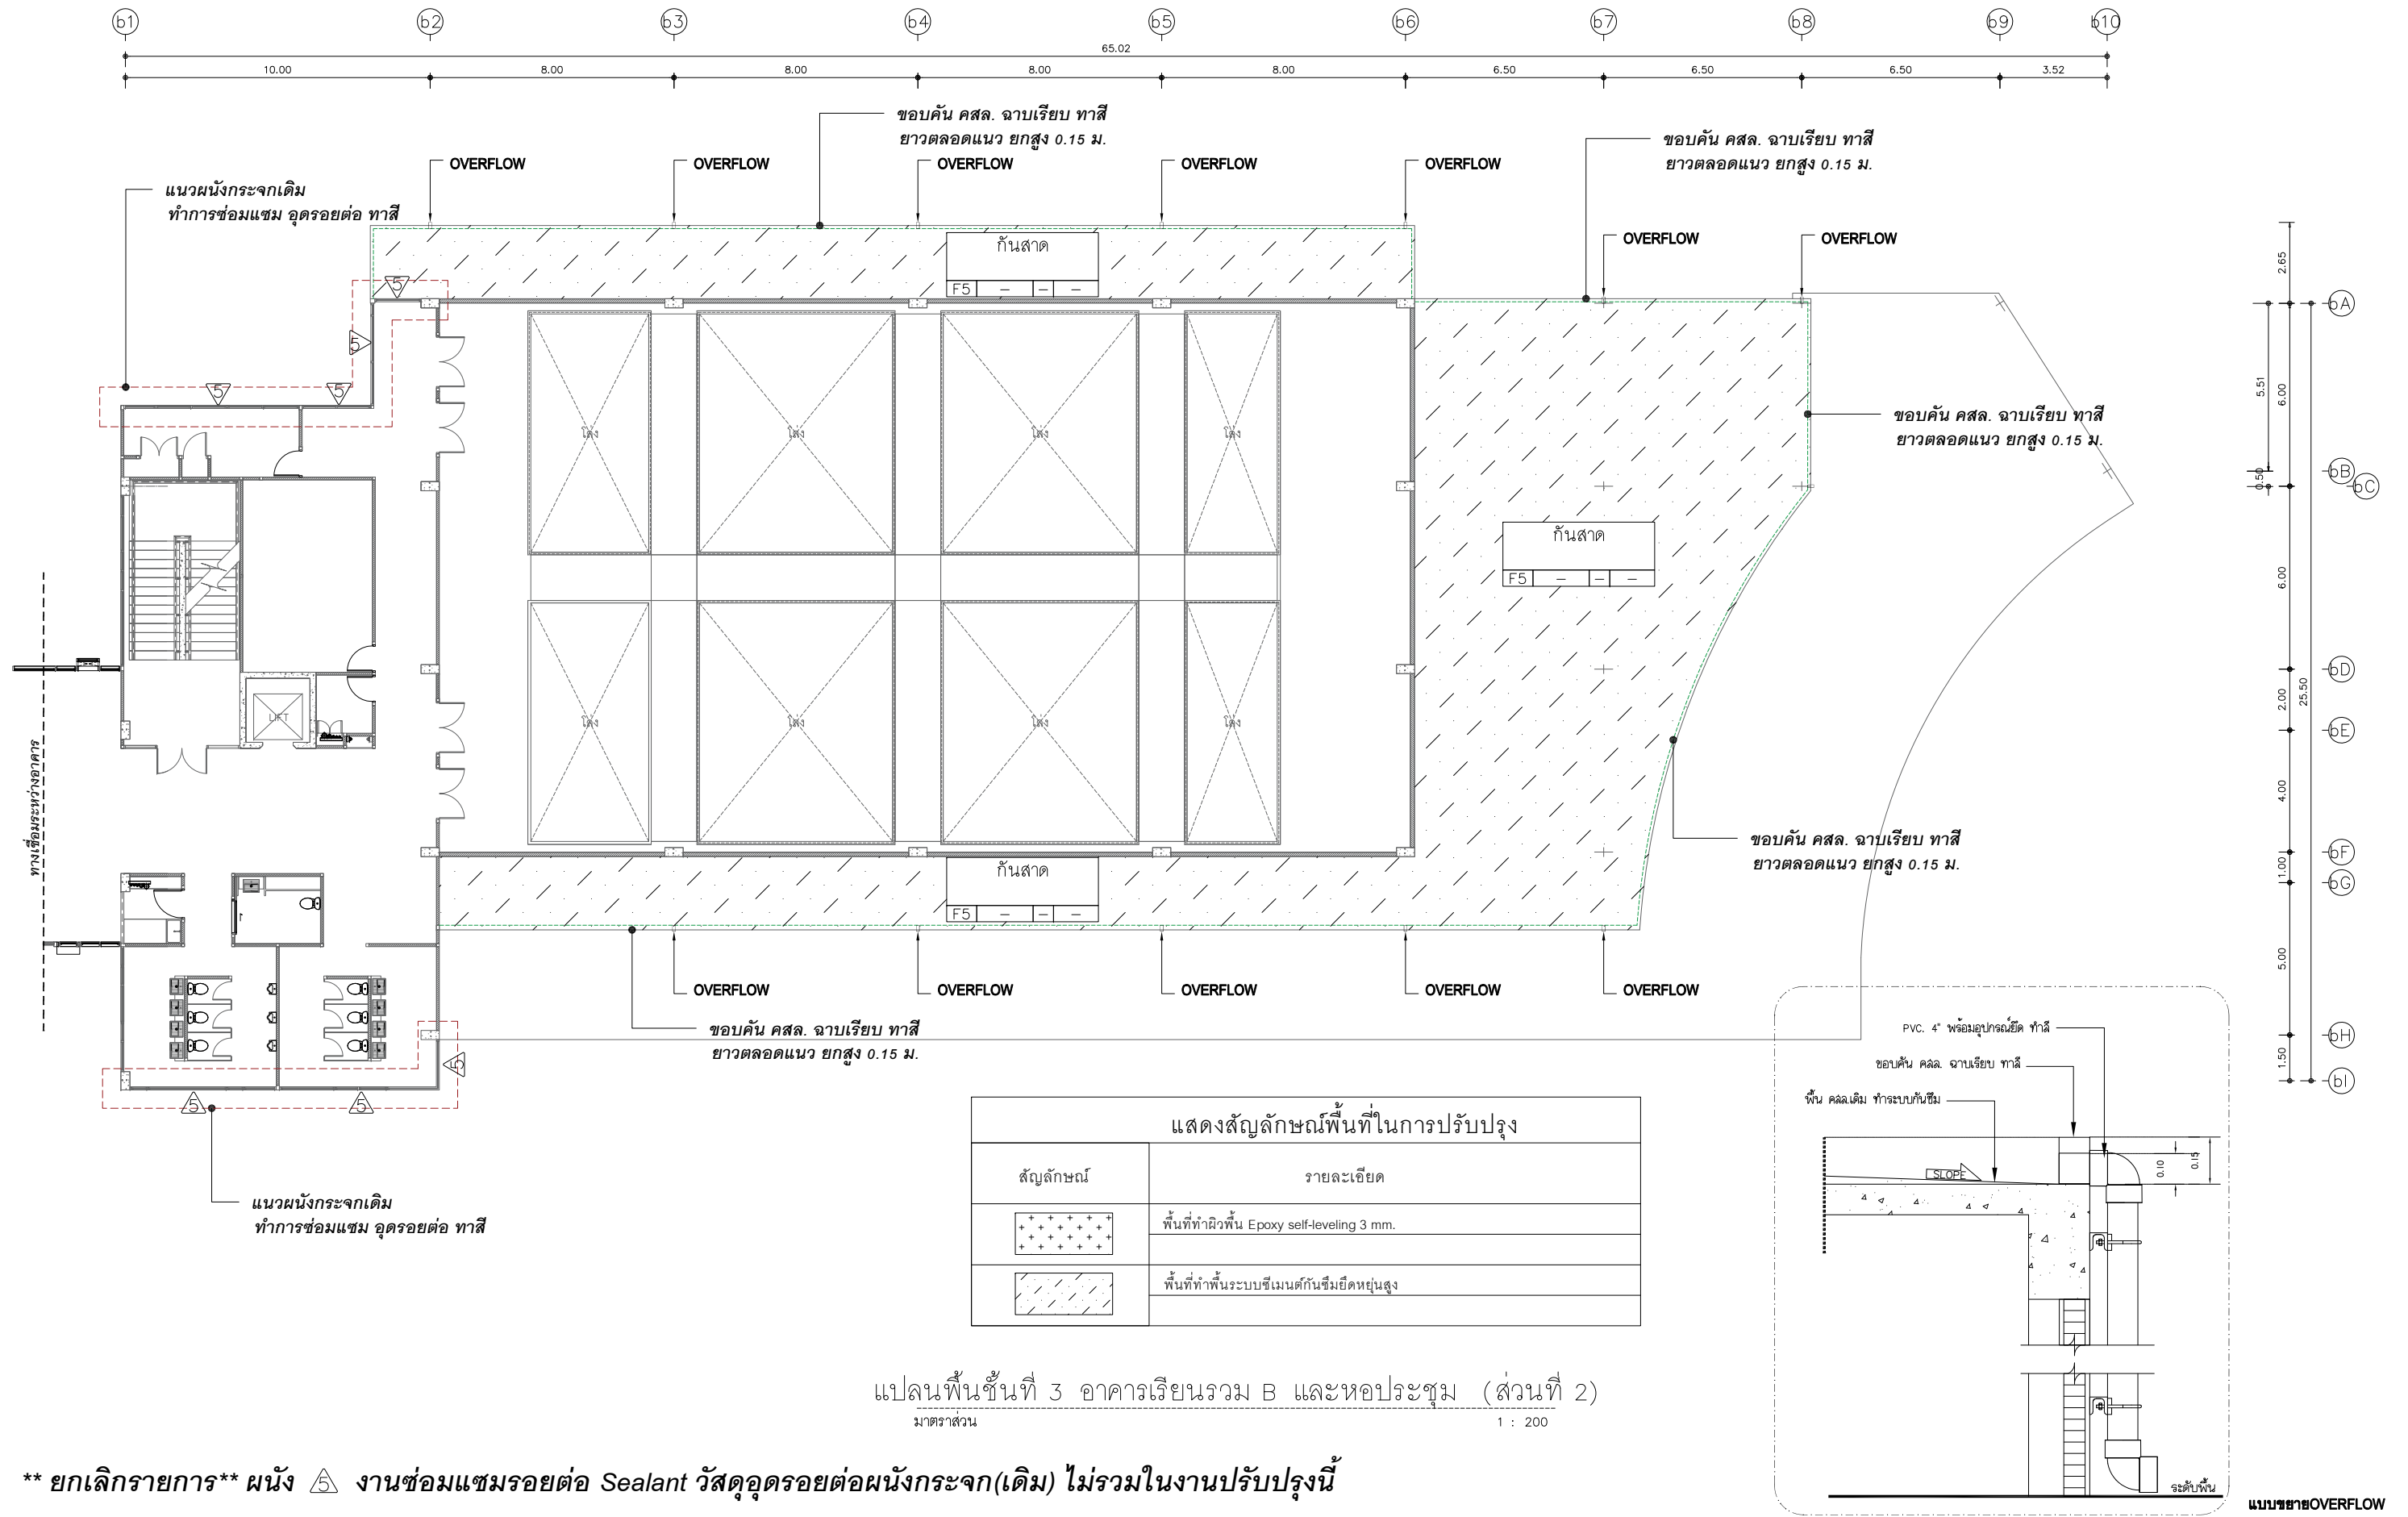 b1 b2 b3 b4 b5 b6 b7 b8 b9 b10
65.02
10.00 8.00 8.00 8.00 8.00 6.50 6.50 6.50 3.52
ขอบคัน คสล. ฉาบเรียบ ทาสี
ยาวตลอดแนว ยกสูง 0.15 ม.
ขอบคัน คสล. ฉาบเรียบ ทาสี
ยาวตลอดแนว ยกสูง 0.15 ม.
OVERFLOW OVERFLOW OVERFLOW OVERFLOW OVERFLOW
แนวผนังกระจกเดิม
ทำการซ่อมแซม อุดรอยต่อ ทาสี
OVERFLOW OVERFLOW
กันสาด
F5 – – –
5
5
5 5
2.65
bA
5.51
6.00
ขอบคัน คสล. ฉาบเรียบ ทาสี
ยาวตลอดแนว ยกสูง 0.15 ม.
โล่ง โล่ง โล่ง โล่ง
bB
0.50
bC
กันสาด
F5 – – –
6.00
bD
2.00
25.50
bE
LIFT
โล่ง โล่ง โล่ง โล่ง
ทางเชื่อมระหว่างอาคาร
4.00
ขอบคัน คสล. ฉาบเรียบ ทาสี
ยาวตลอดแนว ยกสูง 0.15 ม.
bF
1.00
bG
กันสาด
F5 – – –
5.00
OVERFLOW OVERFLOW OVERFLOW OVERFLOW OVERFLOW
ขอบคัน คสล. ฉาบเรียบ ทาสี
ยาวตลอดแนว ยกสูง 0.15 ม.
bH
1.50
bI
5
5 5
แนวผนังกระจกเดิม
ทำการซ่อมแซม อุดรอยต่อ ทาสี
PVC. 4" พร้อมอุปกรณ์ยึด ทาสี
ขอบคัน คสล. ฉาบเรียบ ทาสี
พื้น คสล.เดิม ทำระบบกันซึม
SLOPE
0.10
0.15
ระดับพื้น
แบบขยายOVERFLOW
แสดงสัญลักษณ์พื้นที่ในการปรับปรุง
สัญลักษณ์ รายละเอียด
พื้นที่ทำผิวพื้น Epoxy self-leveling 3 mm.
พื้นที่ทำพื้นระบบซีเมนต์กันซึมยืดหยุ่นสูง
แปลนพื้นชั้นที่ 3 อาคารเรียนรวม B และหอประชุม (ส่วนที่ 2)
มาตราส่วน 1 : 200
** ยกเลิกรายการ** ผนัง 5 งานซ่อมแซมรอยต่อ Sealant วัสดุอุดรอยต่อผนังกระจก(เดิม) ไม่รวมในงานปรับปรุงนี้